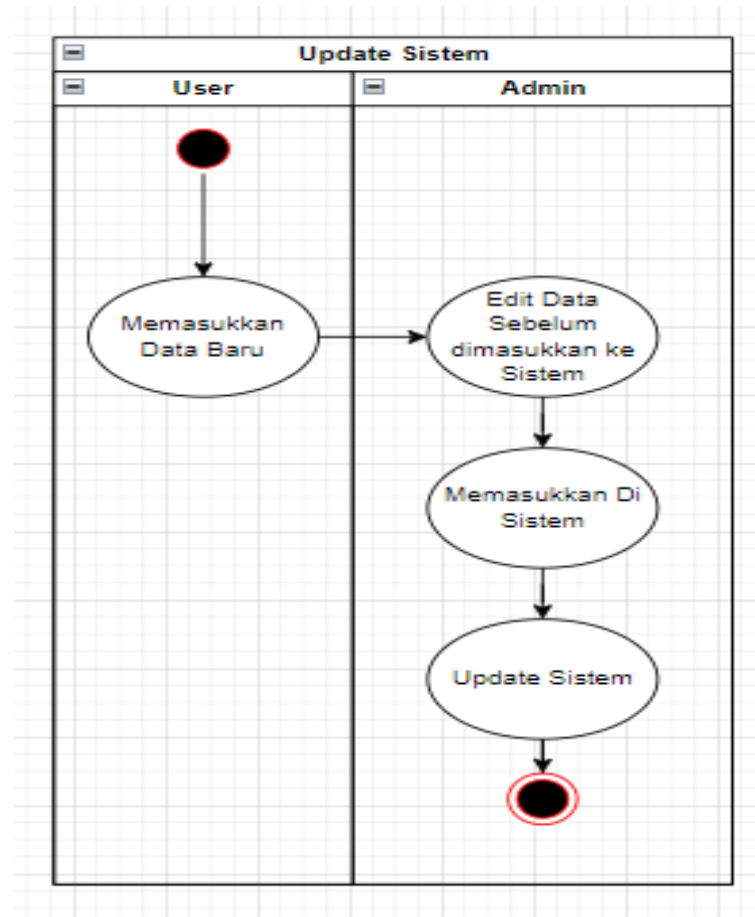 Update Sistem
User
Admin
Memasukkan
Data Baru
Edit Data
Sebelum
dimasukkan ke
Sistem
Memasukkan Di
Sistem
Update Sistem